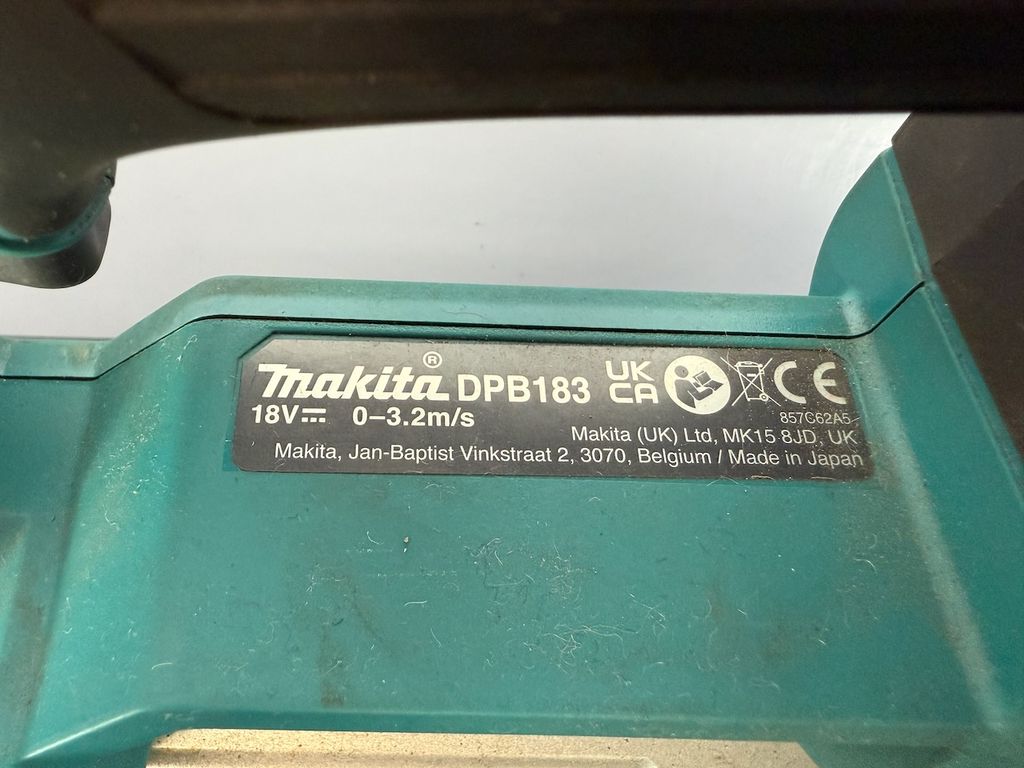 makita® DPB183 UK CA CE
18V 0–3.2m/s 857C62A5
Makita (UK) Ltd, MK15 8JD, UK
Makita, Jan-Baptist Vinkstraat 2, 3070, Belgium / Made in Japan